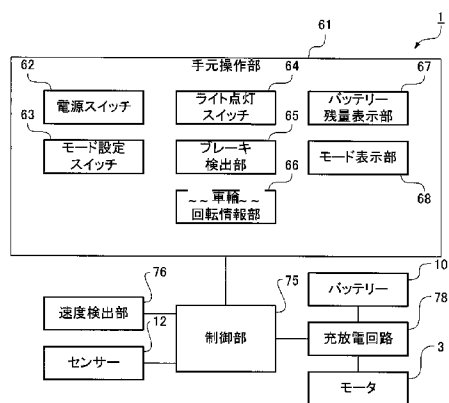 1
61
手元操作部
62
電源スイッチ
63
モード設定
スイッチ
64
ライト点灯
スイッチ
65
ブレーキ
検出部
66
車輪
回転情報部
67
バッテリー
残量表示部
モード表示部
68
76
速度検出部
12
センサー
75
制御部
10
バッテリー
78
充放電回路
3
モータ